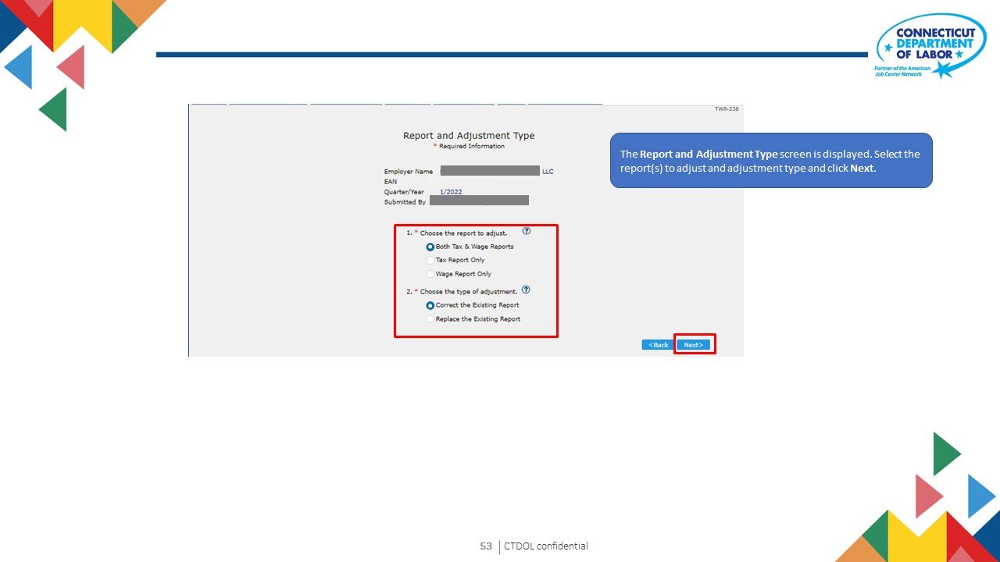 CONNECTICUT
DEPARTMENT
OF LABOR
Partner of the American
Job Center Network
TWR-238
Report and Adjustment Type
* Required Information
Employer Name LLC
EAN
Quarter/Year 1/2022
Submitted By
The Report and Adjustment Type screen is displayed. Select the
report(s) to adjust and adjustment type and click Next.
1. * Choose the report to adjust. ?
Both Tax & Wage Reports
Tax Report Only
Wage Report Only
2. * Choose the type of adjustment. ?
Correct the Existing Report
Replace the Existing Report
<Back Next>
53 CTDOL confidential